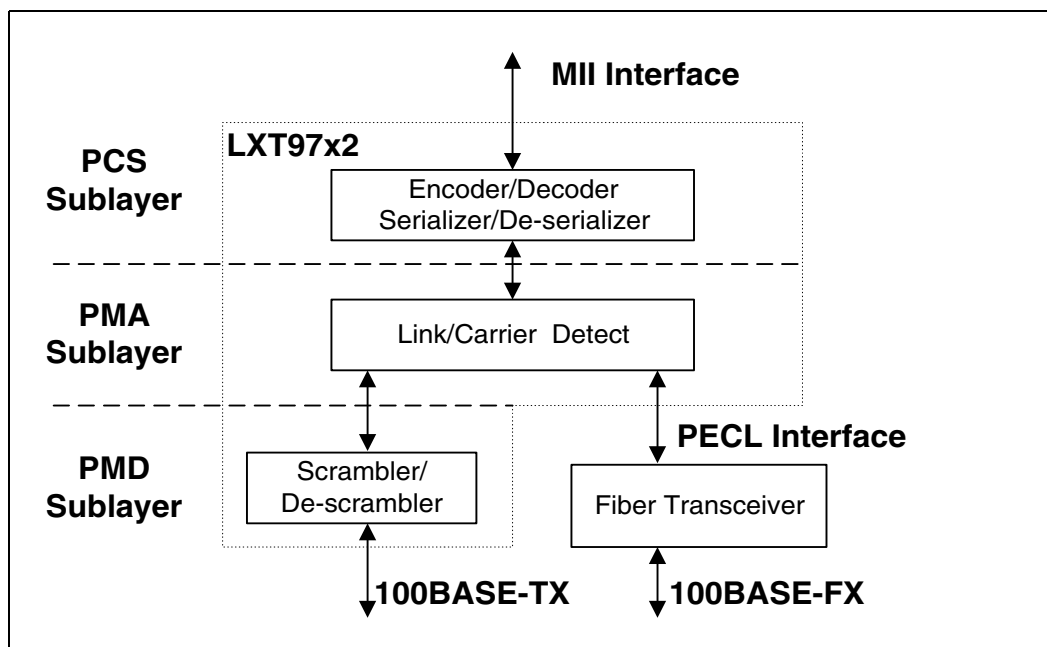 MII Interface
LXT97x2
PCS
Sublayer
Encoder/Decoder
Serializer/De-serializer
PMA
Sublayer
Link/Carrier Detect
PECL Interface
PMD
Sublayer
Scrambler/
De-scrambler
Fiber Transceiver
100BASE-TX
100BASE-FX